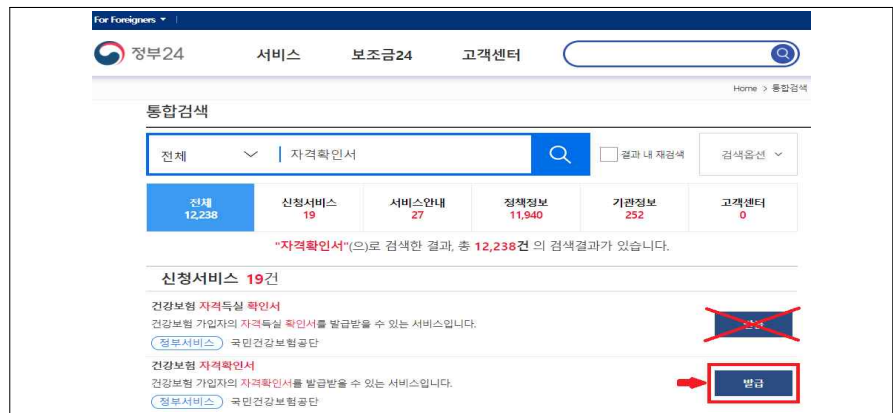 For Foreigners
정부24 서비스 보조금24 고객센터
Home > 통합검색
통합검색
전체 자격확인서 결과 내 재검색 검색옵션
전체 신청서비스 서비스안내 정책정보 기관정보 고객센터
12,238 19 27 11,940 252 0
"자격확인서"(으)로 검색한 결과, 총 12,238건 의 검색결과가 있습니다.
신청서비스 19건
건강보험 자격득실 확인서
건강보험 가입자의 자격득실 확인서를 발급받을 수 있는 서비스입니다.
정부서비스 국민건강보험공단
건강보험 자격확인서
건강보험 가입자의 자격확인서를 발급받을 수 있는 서비스입니다.
발급
정부서비스 국민건강보험공단